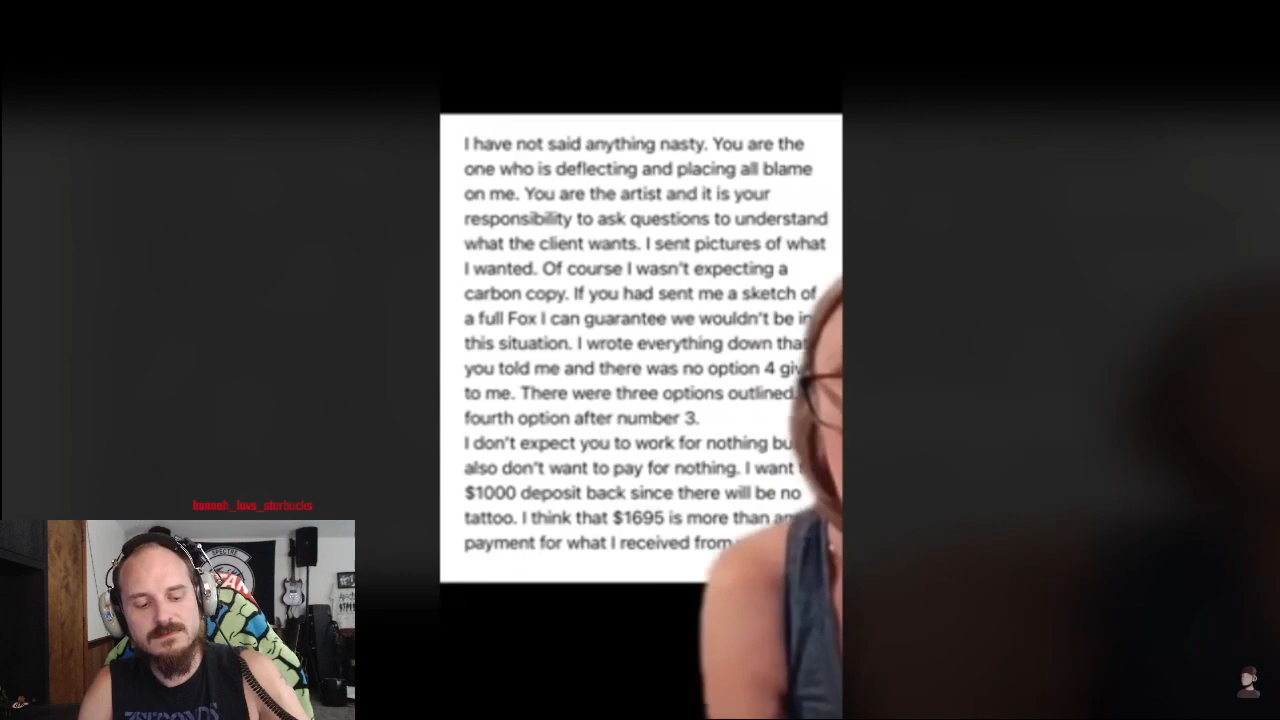 I have not said anything nasty. You are the
one who is deflecting and placing all blame
on me. You are the artist and it is your
responsibility to ask questions to understand
what the client wants. I sent pictures of what
I wanted. Of course I wasn't expecting a
carbon copy. If you had sent me a sketch of
a full Fox I can guarantee we wouldn't be in
this situation. I wrote everything down that
you told me and there was no option 4
to me. There were three options outlined.
fourth option after number 3.
I don't expect you to work for nothing
also don't want to pay for nothing. I want
$1000 deposit back since there will be no
tattoo. I think that $1695 is more than
payment for what I received from
hannah_lovs_starbucks
SPECTRE